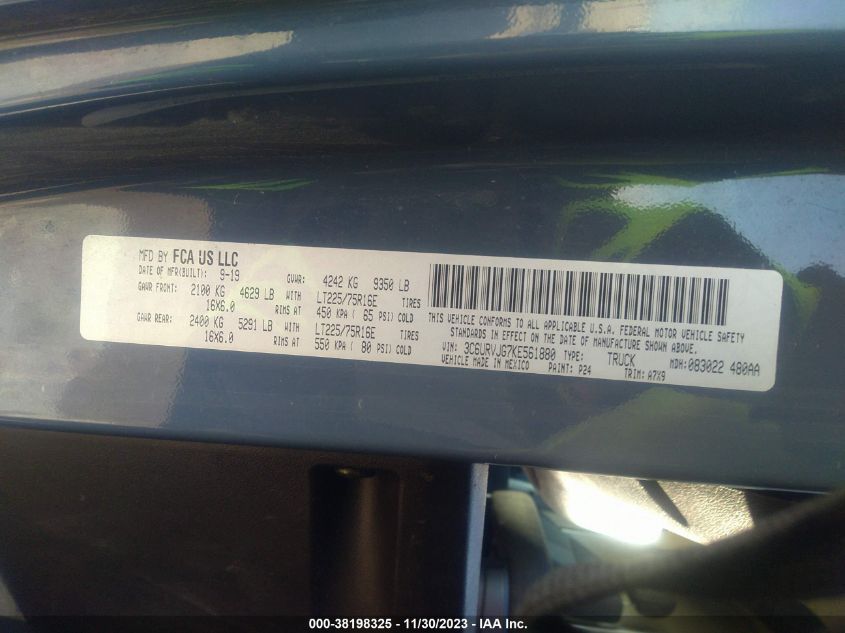 MFD BY FCA US LLC
DATE OF MFR(BUILT): 9-19 GVWR: 4242 KG 9350 LB
GAWR FRONT: 2100 KG 4629 LB WITH LT225/75R16E TIRES
16X6.0 RIMS AT 450 KPA ( 65 PSI) COLD
GAWR REAR: 2400 KG 5291 LB WITH LT225/75R16E TIRES
16X6.0 RIMS AT 550 KPA ( 80 PSI) COLD
THIS VEHICLE CONFORMS TO ALL APPLICABLE U.S.A. FEDERAL MOTOR VEHICLE SAFETY
STANDARDS IN EFFECT ON THE DATE OF MANUFACTURE SHOWN ABOVE.
VIN: 3C6URVJG7KE561880 TYPE: TRUCK MDH:083022 480AA
VEHICLE MADE IN MEXICO PAINT: P24 TRIM: A7X9
000-38198325 - 11/30/2023 - IAA Inc.